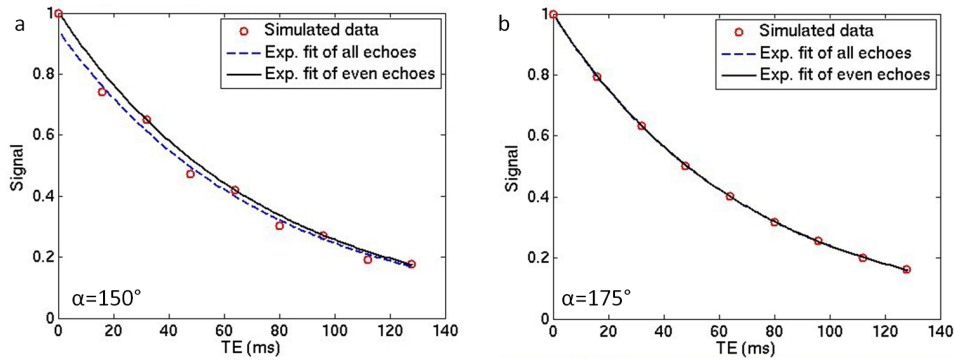 a
Simulated data
Exp. fit of all echoes
Exp. fit of even echoes
1
0.8
0.6
0.4
0.2
0
Signal
α=150°
0 20 40 60 80 100 120 140
TE (ms)
b
Simulated data
Exp. fit of all echoes
Exp. fit of even echoes
1
0.8
0.6
0.4
0.2
0
Signal
α=175°
0 20 40 60 80 100 120 140
TE (ms)